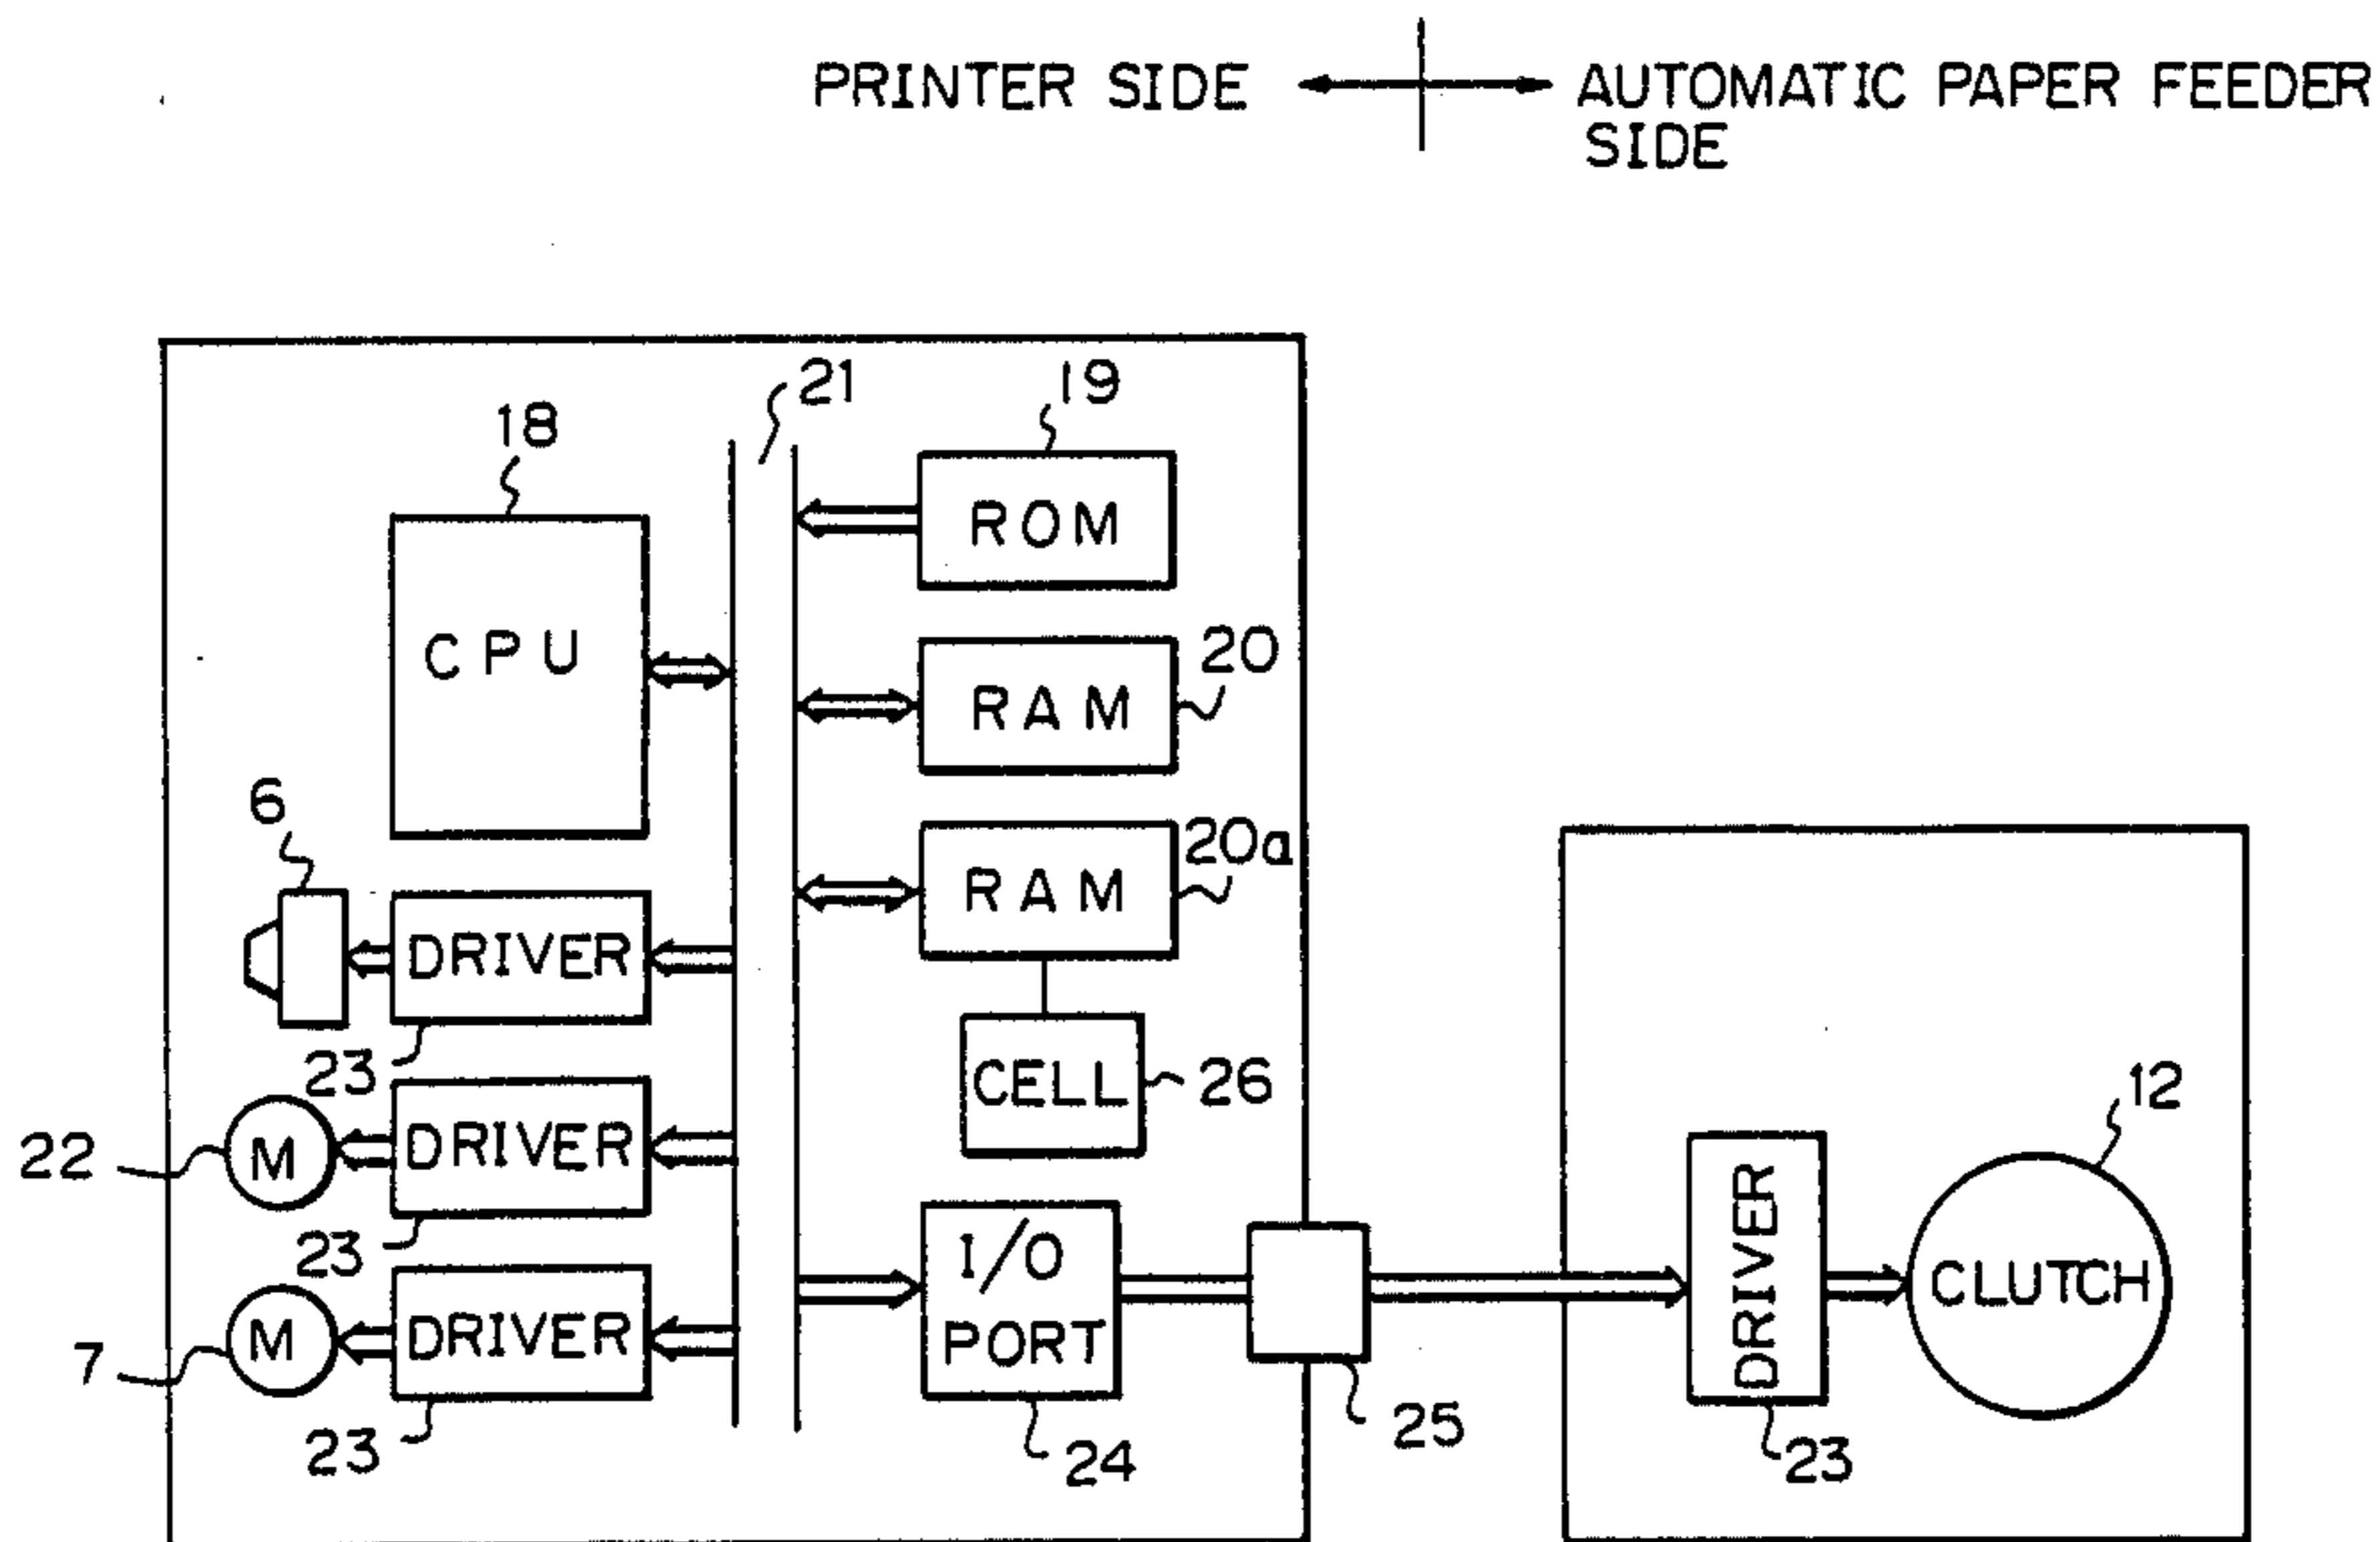 PRINTER SIDE
AUTOMATIC PAPER FEEDER
SIDE
21
19
18
ROM
CPU
20
RAM
6
20a
RAM
DRIVER
23
CELL
26
12
22
M
DRIVER
23
I/O
PORT
DRIVER
CLUTCH
7
M
DRIVER
23
24
25
23